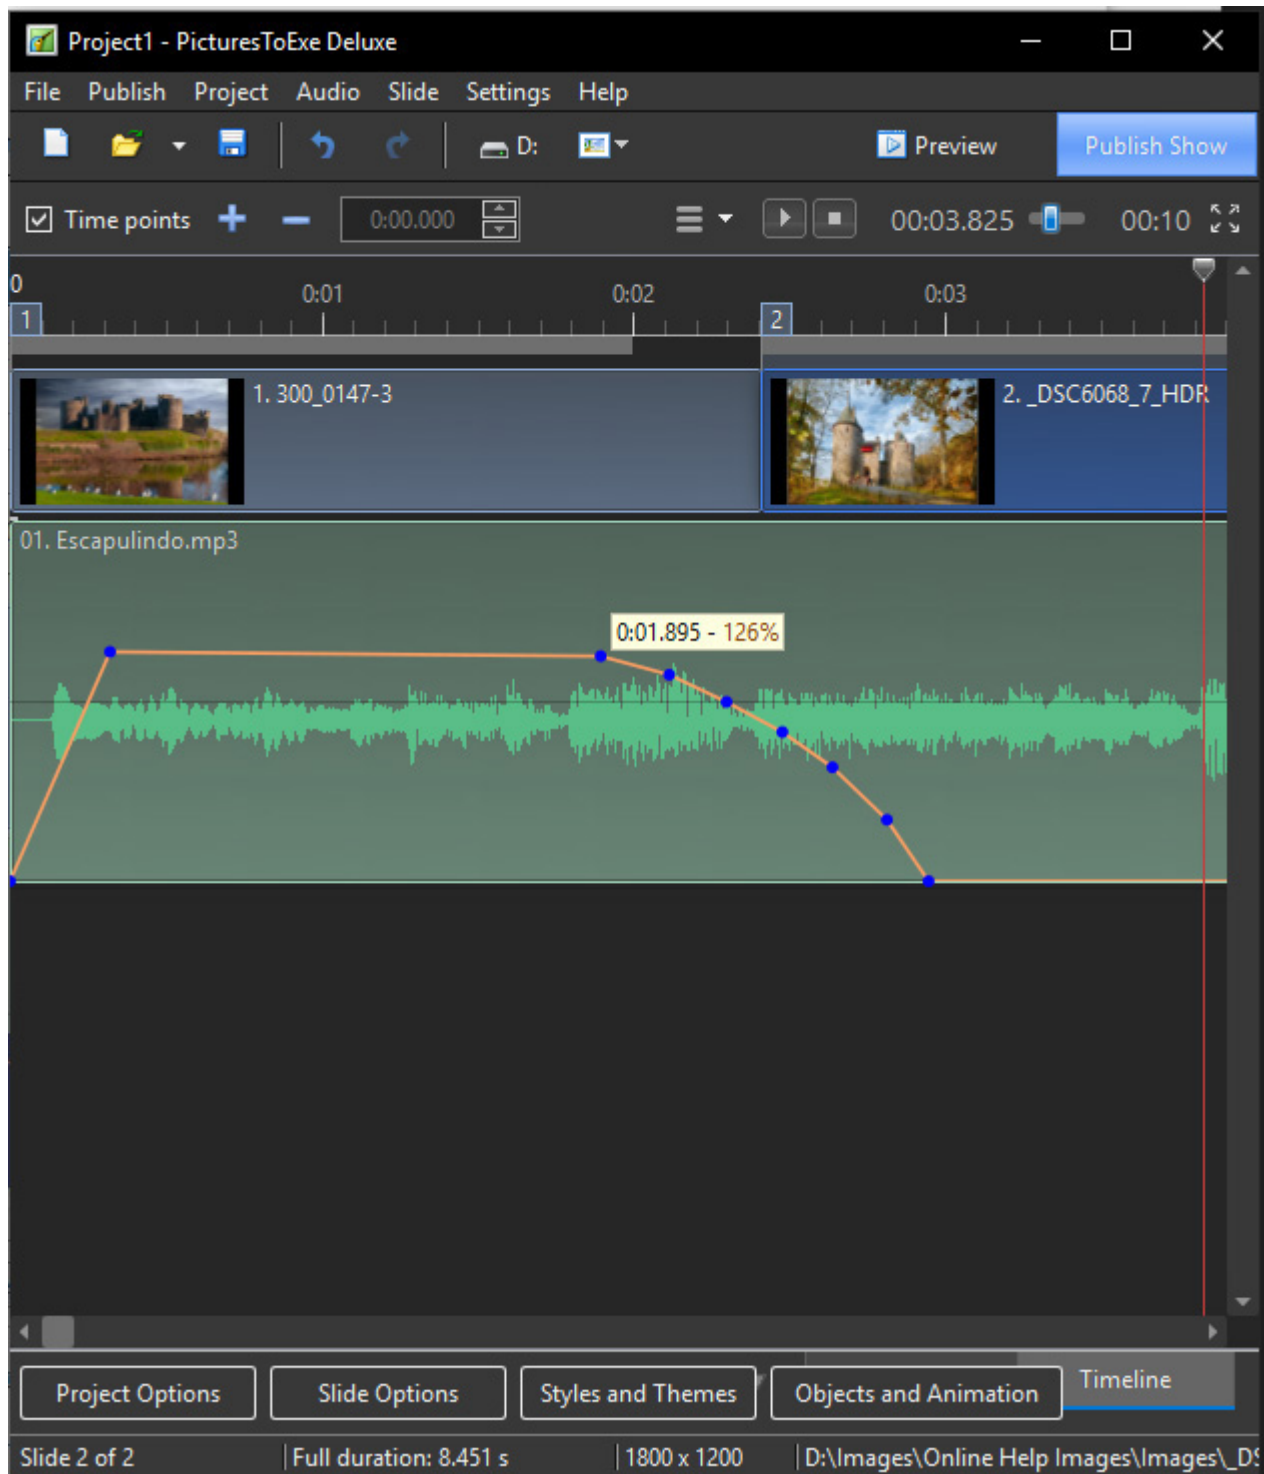 Project1 - PicturesToExe Deluxe
File Publish Project Audio Slide Settings Help
D: Preview Publish Show
Time points 0:00.000 00:03.825 00:10
0 0:01 0:02 0:03
1 2
1. 300_0147-3 2. _DSC6068_7_HDR
01. Escapulindo.mp3
0:01.895 - 126%
Project Options Slide Options Styles and Themes Objects and Animation Timeline
Slide 2 of 2 Full duration: 8.451 s 1800 x 1200 D:\Images\Online Help Images\Images\_DS